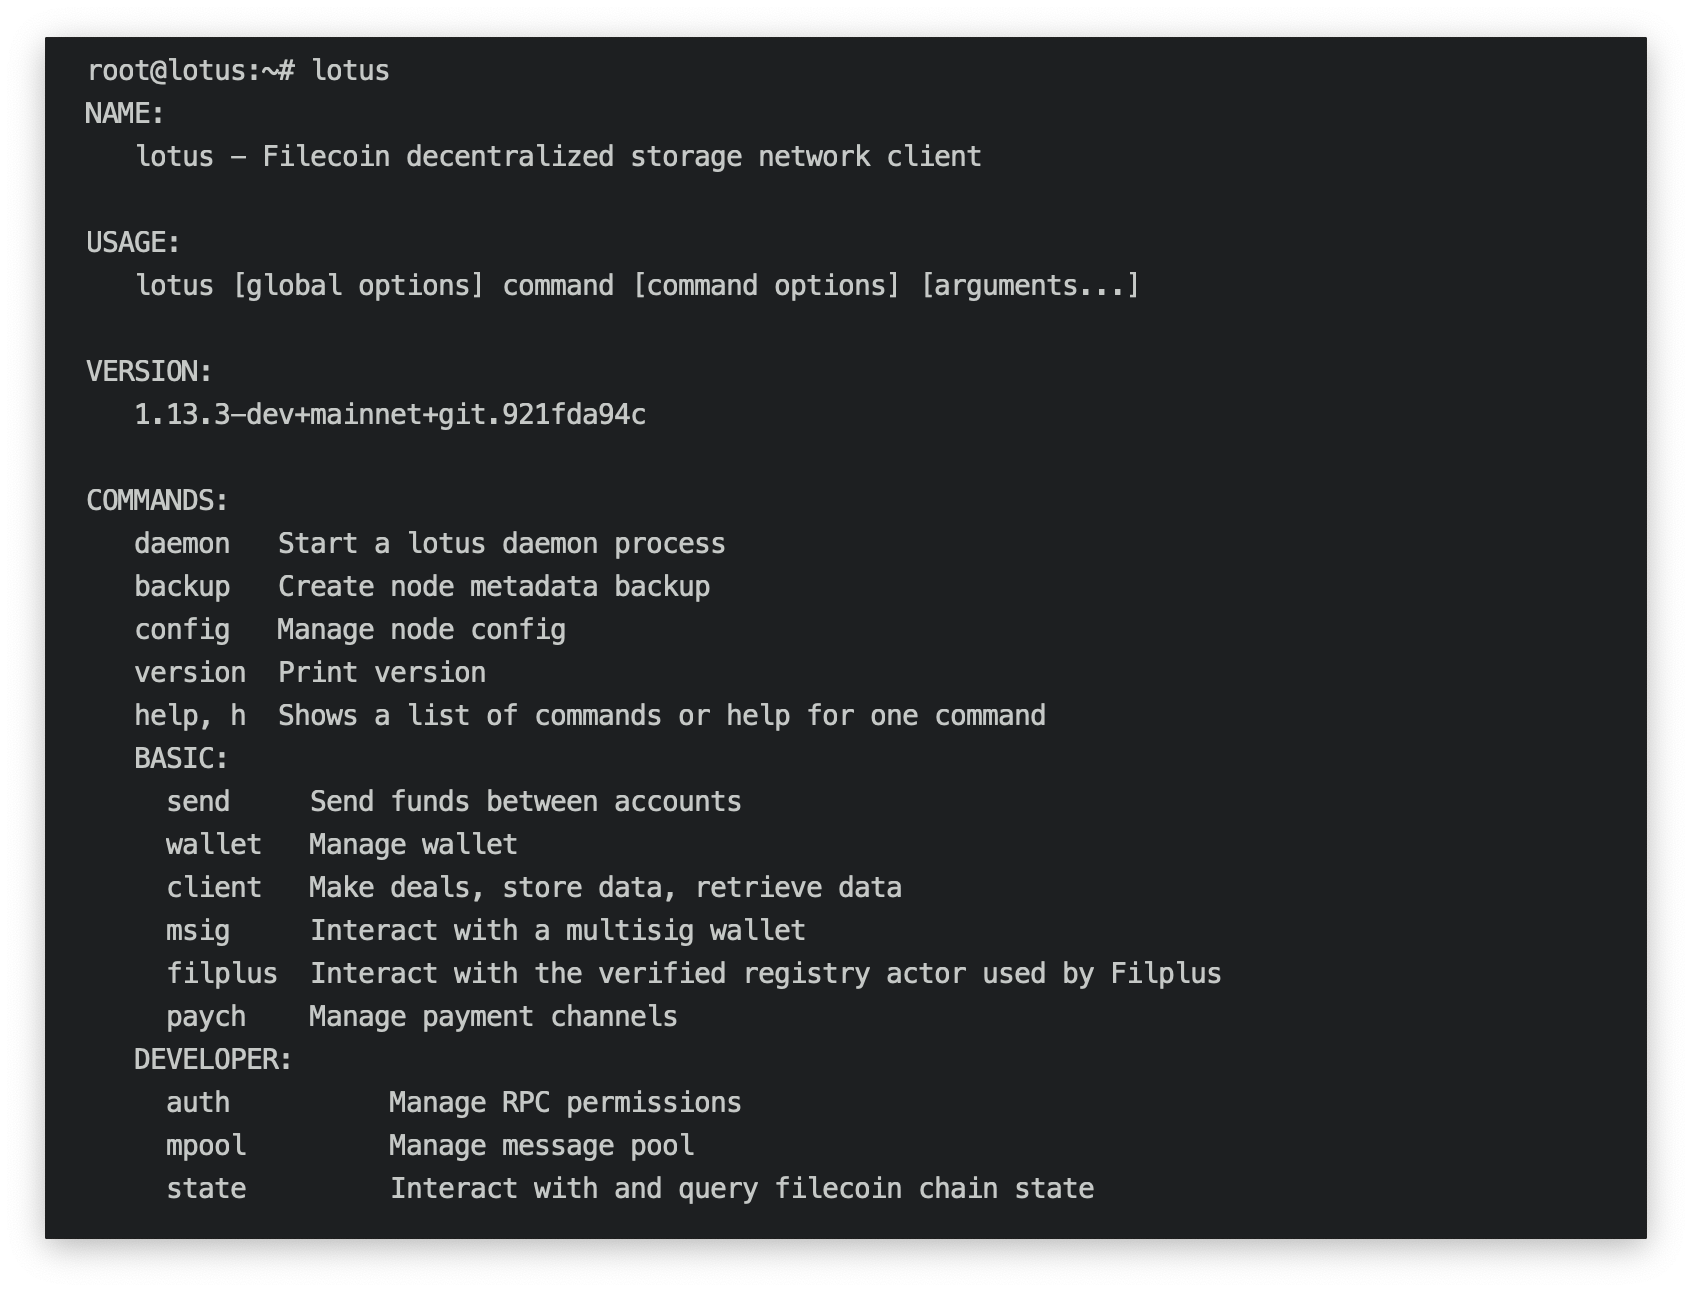 root@lotus:~# lotus
NAME:
   lotus - Filecoin decentralized storage network client

USAGE:
   lotus [global options] command [command options] [arguments...]

VERSION:
   1.13.3-dev+mainnet+git.921fda94c

COMMANDS:
   daemon   Start a lotus daemon process
   backup   Create node metadata backup
   config   Manage node config
   version  Print version
   help, h  Shows a list of commands or help for one command
   BASIC:
     send     Send funds between accounts
     wallet   Manage wallet
     client   Make deals, store data, retrieve data
     msig     Interact with a multisig wallet
     filplus  Interact with the verified registry actor used by Filplus
     paych    Manage payment channels
   DEVELOPER:
     auth          Manage RPC permissions
     mpool         Manage message pool
     state         Interact with and query filecoin chain state